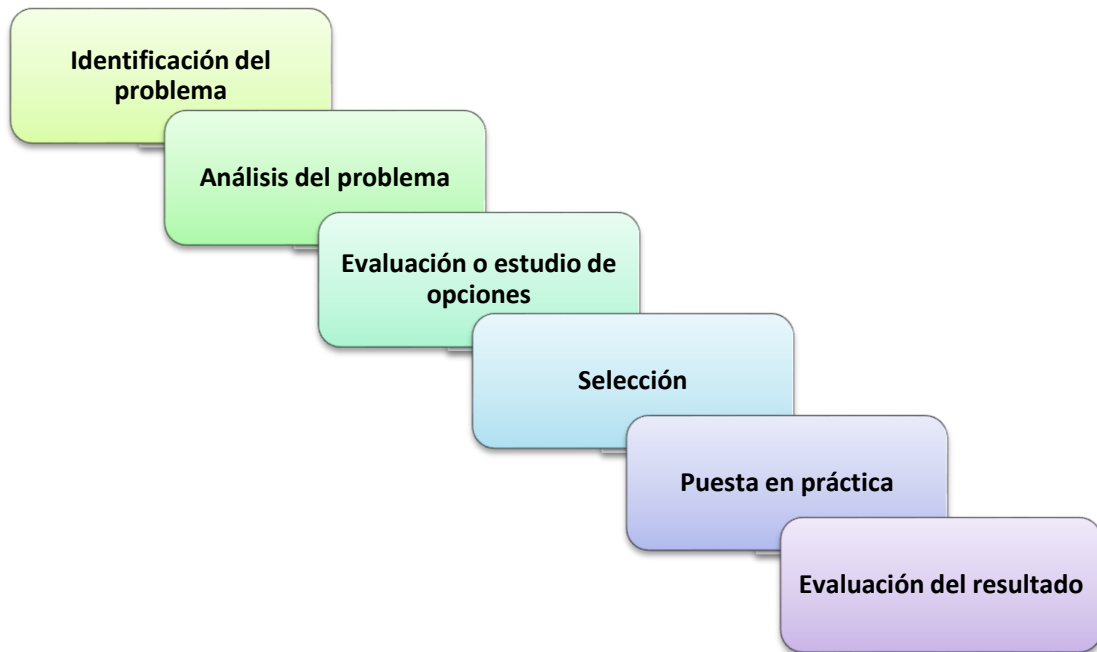 Identificación del
problema
Análisis del problema
Evaluación o estudio de
opciones
Selección
Puesta en práctica
Evaluación del resultado